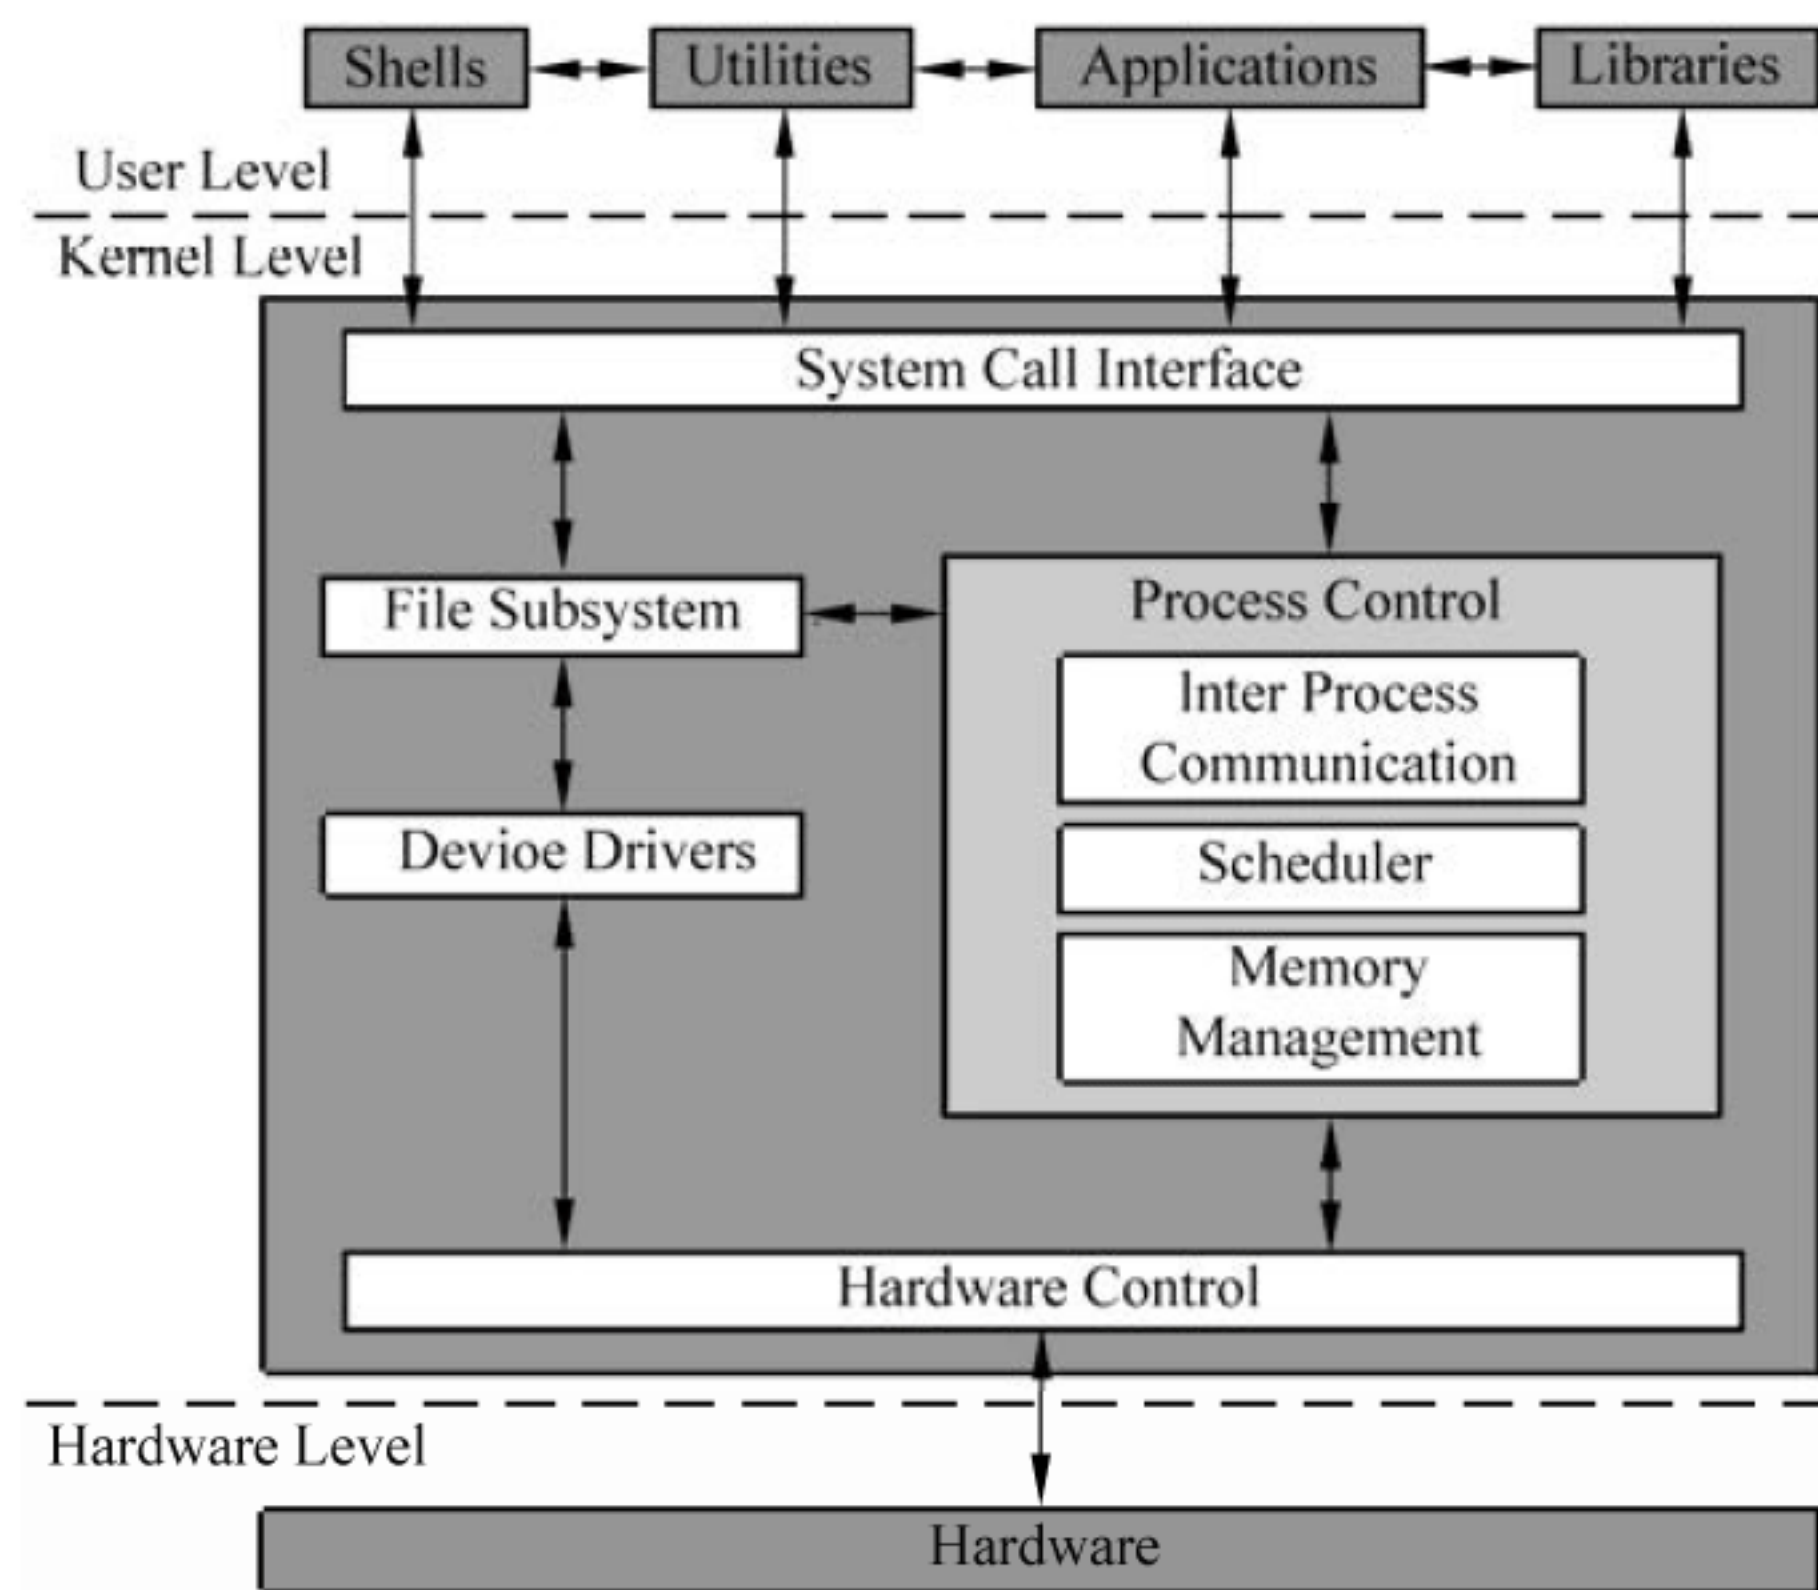 Shells
Utilities
Applications
Libraries
User Level
Kernel Level
System Call Interface
File Subsystem
Process Control
Inter Process
Communication
Devioe Drivers
Scheduler
Memory
Management
Hardware Control
Hardware Level
Hardware